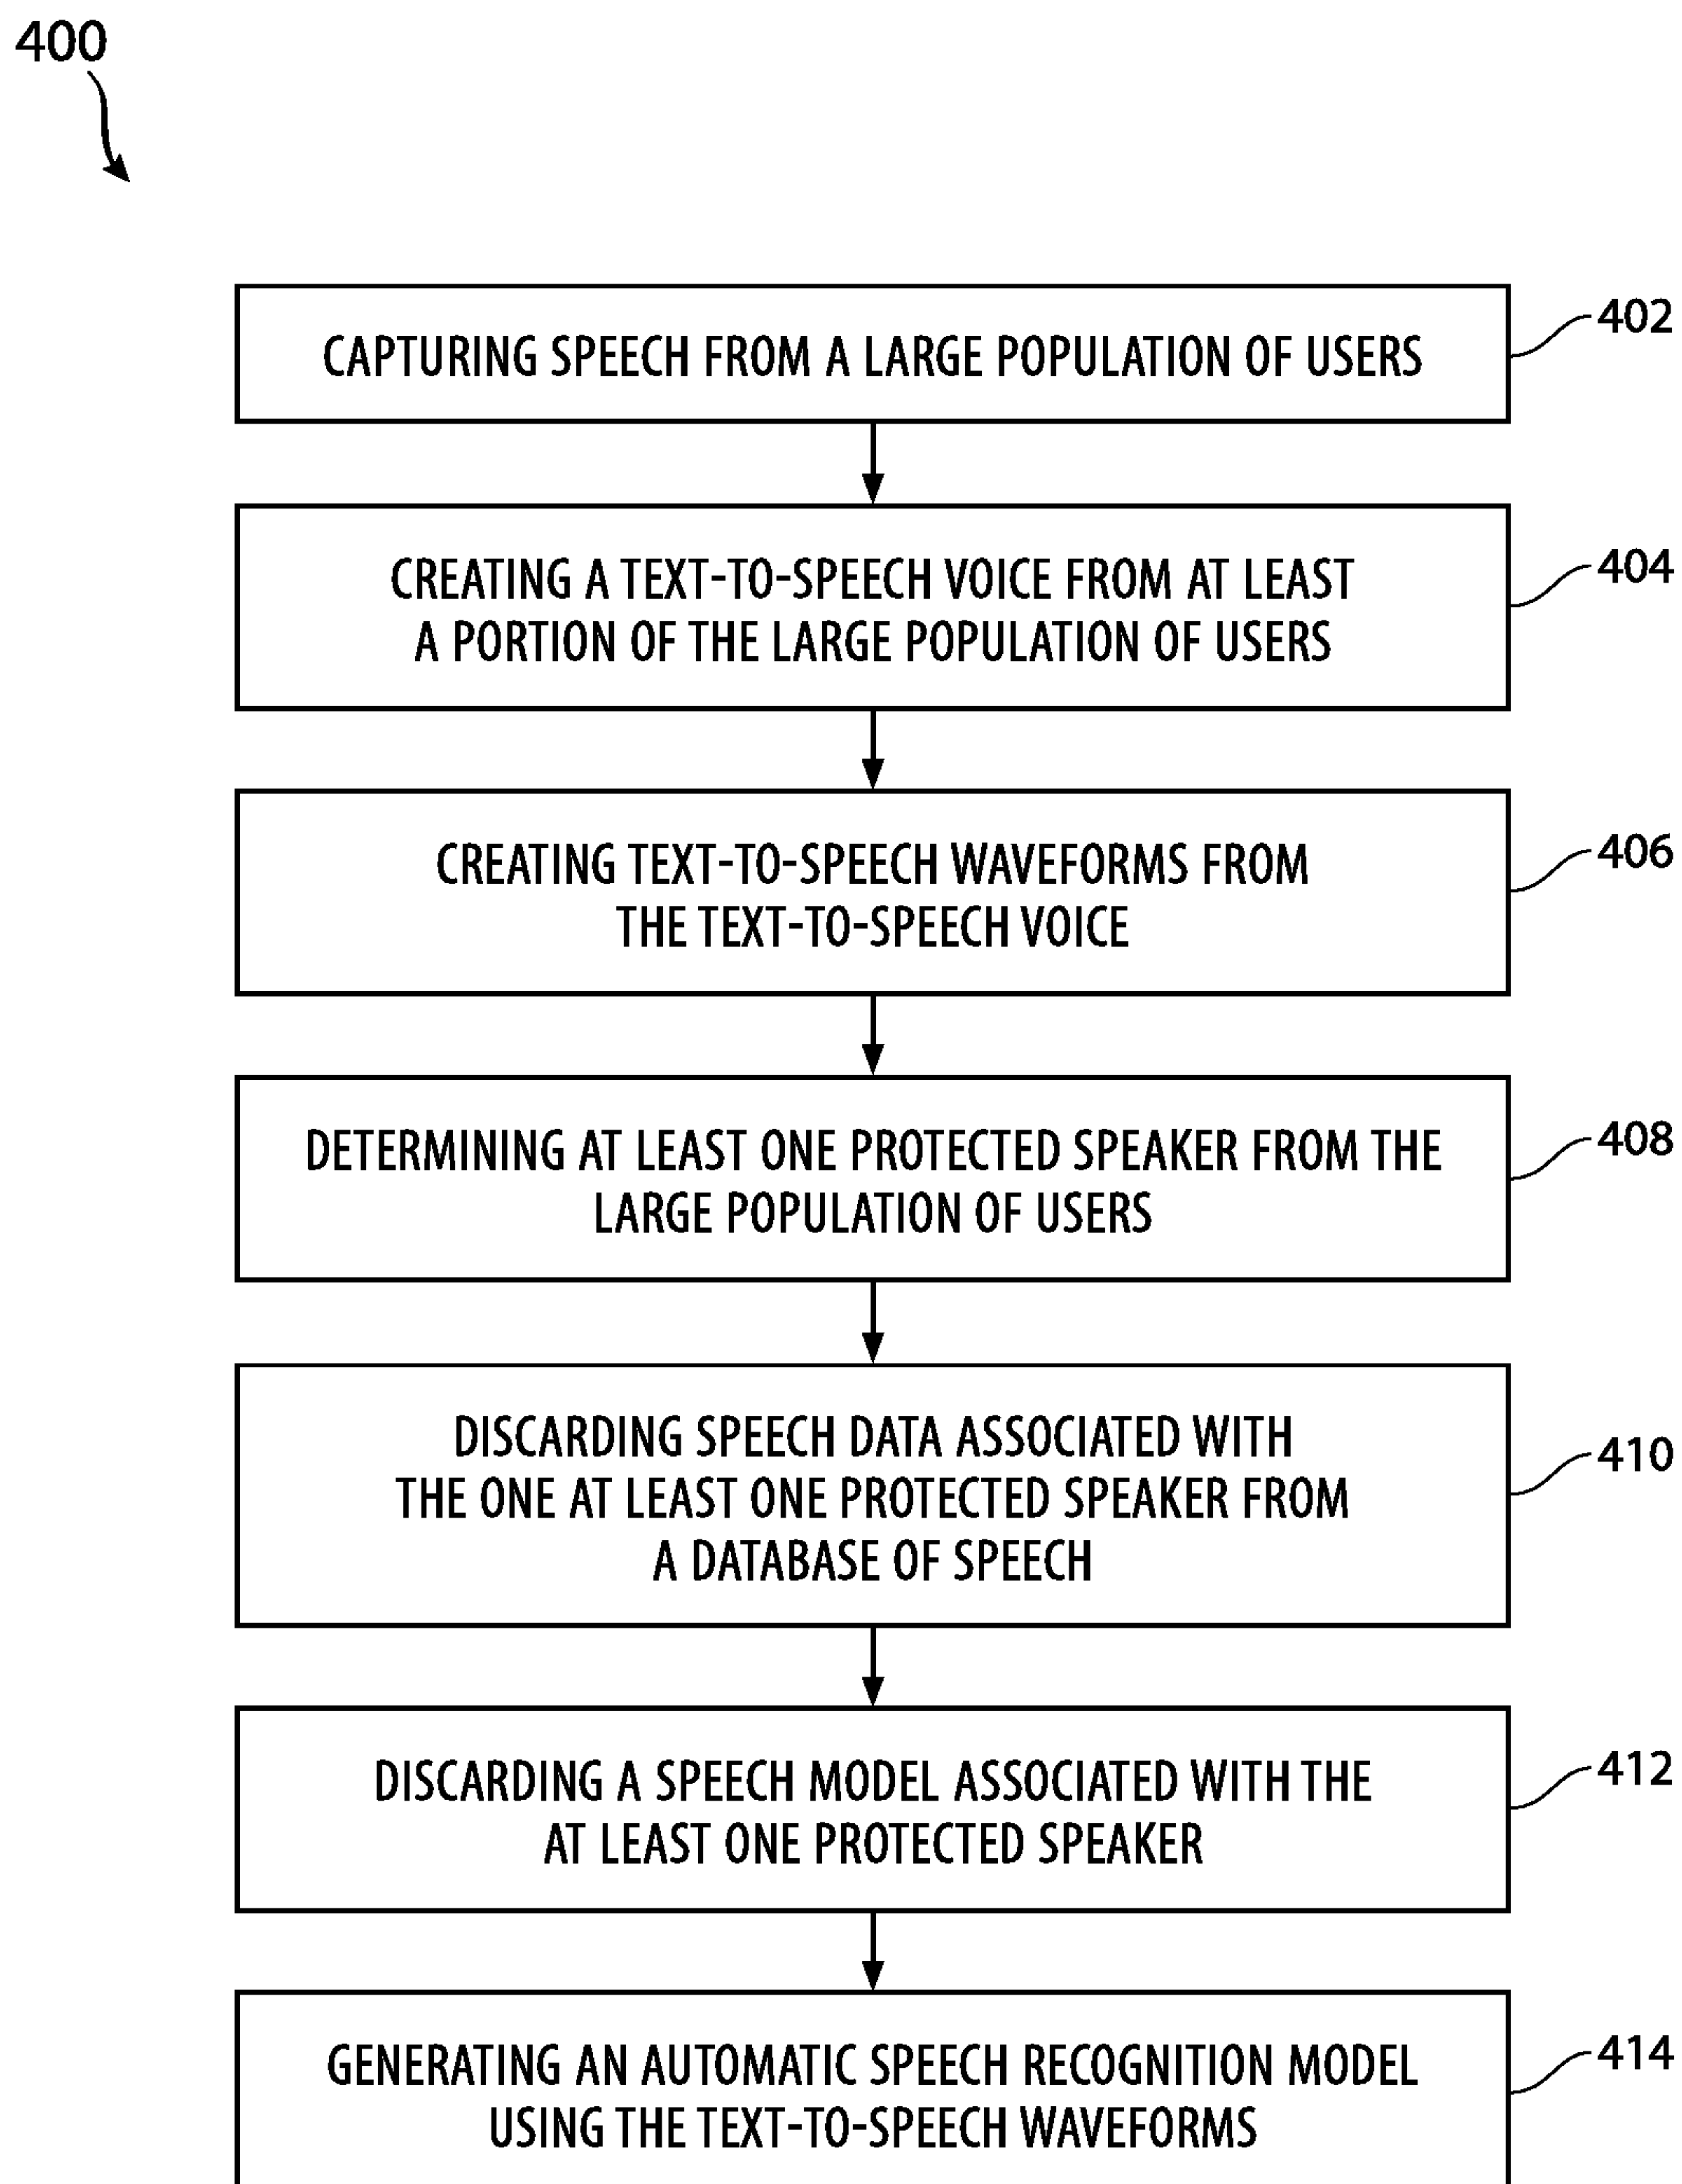 400
CAPTURING SPEECH FROM A LARGE POPULATION OF USERS
402
CREATING A TEXT-TO-SPEECH VOICE FROM AT LEAST
A PORTION OF THE LARGE POPULATION OF USERS
404
CREATING TEXT-TO-SPEECH WAVEFORMS FROM
THE TEXT-TO-SPEECH VOICE
406
DETERMINING AT LEAST ONE PROTECTED SPEAKER FROM THE
LARGE POPULATION OF USERS
408
DISCARDING SPEECH DATA ASSOCIATED WITH
THE ONE AT LEAST ONE PROTECTED SPEAKER FROM
A DATABASE OF SPEECH
410
DISCARDING A SPEECH MODEL ASSOCIATED WITH THE
AT LEAST ONE PROTECTED SPEAKER
412
GENERATING AN AUTOMATIC SPEECH RECOGNITION MODEL
USING THE TEXT-TO-SPEECH WAVEFORMS
414